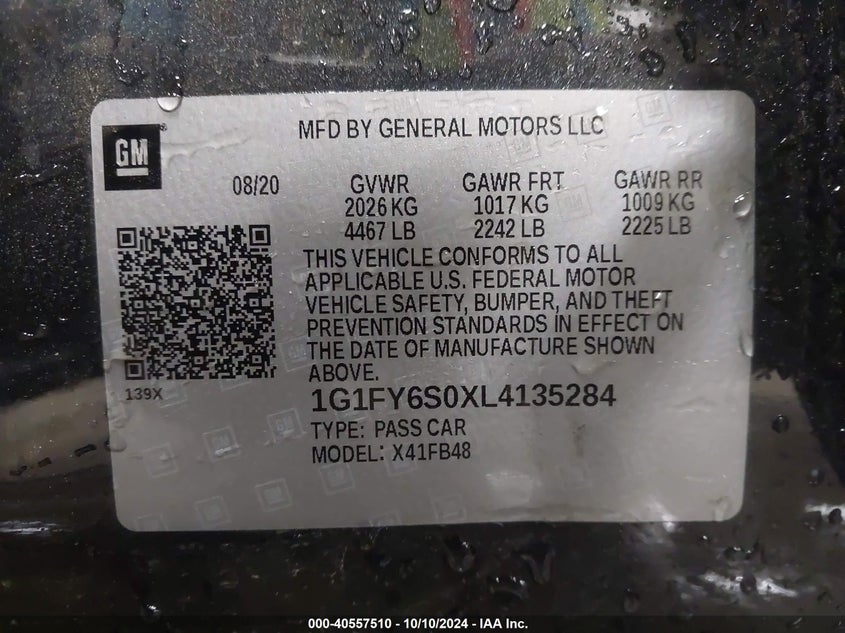 MFD BY GENERAL MOTORS LLC
GM
08/20 GVWR GAWR FRT GAWR RR
2026 KG 1017 KG 1009 KG
4467 LB 2242 LB 2225 LB
THIS VEHICLE CONFORMS TO ALL
APPLICABLE U.S. FEDERAL MOTOR
VEHICLE SAFETY, BUMPER, AND THEFT
PREVENTION STANDARDS IN EFFECT ON
THE DATE OF MANUFACTURE SHOWN
ABOVE.
139X
1G1FY6S0XL4135284
TYPE: PASS CAR
MODEL: X41FB48
000-40557510 - 10/10/2024 - IAA Inc.